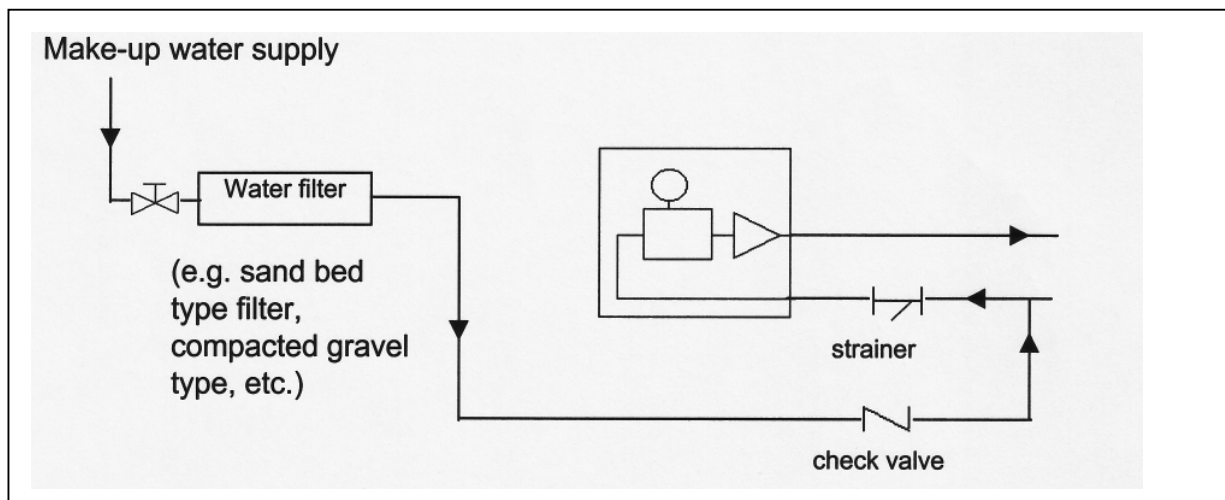 Make-up water supply
Water filter
(e.g. sand bed
type filter,
compacted gravel
type, etc.)
strainer
check valve